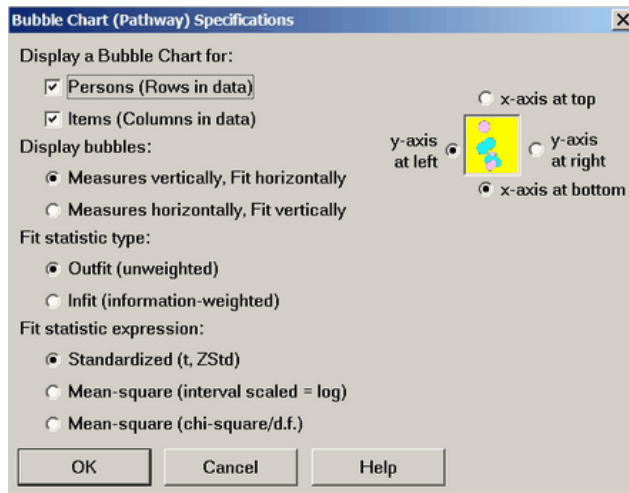 Bubble Chart (Pathway) Specifications
Display a Bubble Chart for:
Persons (Rows in data)
Items (Columns in data)
Display bubbles:
Measures vertically, Fit horizontally
Measures horizontally, Fit vertically
Fit statistic type:
Outfit (unweighted)
Infit (information-weighted)
Fit statistic expression:
Standardized (t, ZStd)
Mean-square (interval scaled = log)
Mean-square (chi-square/d.f.)
x-axis at top
y-axis
at left
y-axis
at right
x-axis at bottom
OK
Cancel
Help